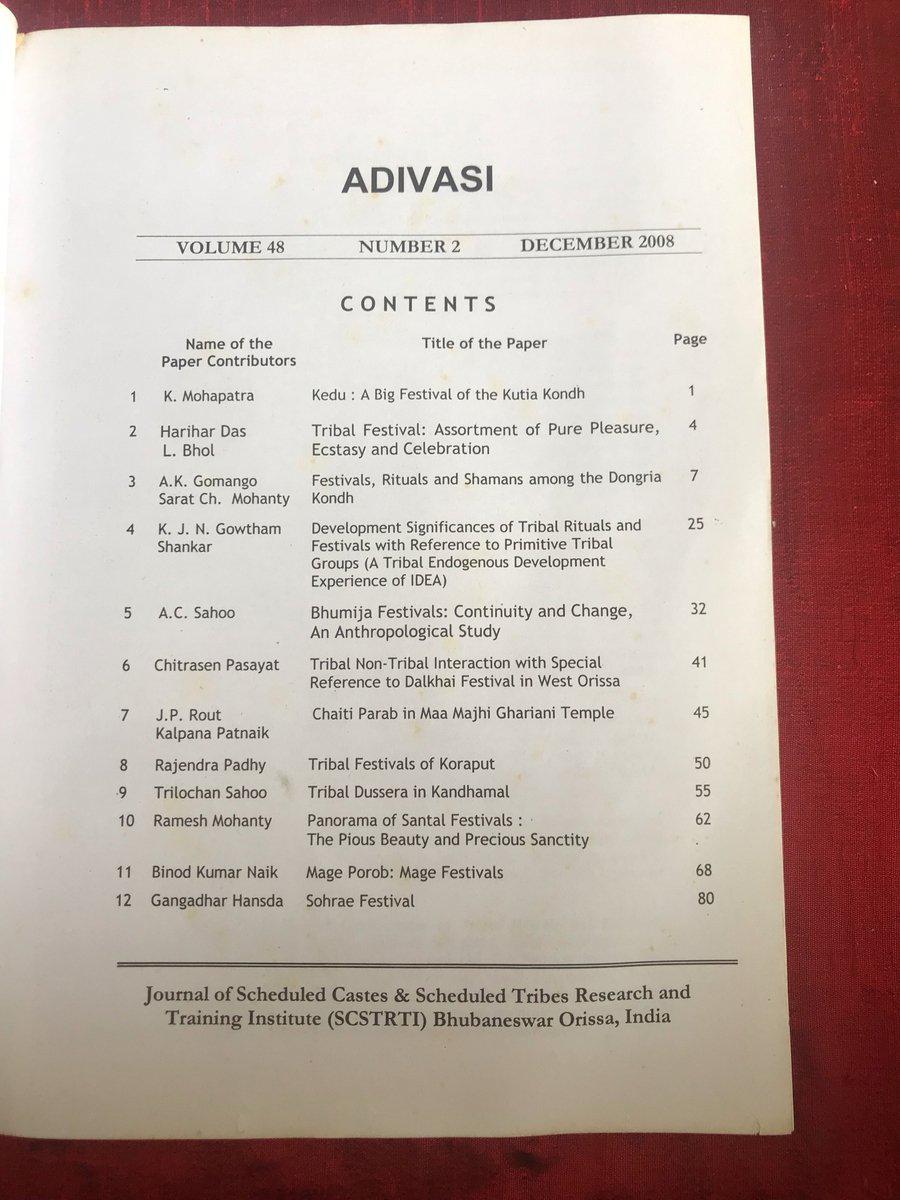 ADIVASI
VOLUME 48 NUMBER 2 DECEMBER 2008
CONTENTS
Name of the Paper Contributors Title of the Paper Page
1 K. Mohapatra Kedu : A Big Festival of the Kutia Kondh 1
2 Harihar Das Tribal Festival: Assortment of Pure Pleasure, 4
L. Bhol Ecstasy and Celebration
3 A.K. Gomango Festivals, Rituals and Shamans among the Dongria 7
Sarat Ch. Mohanty Kondh
4 K. J. N. Gowtham Development Significances of Tribal Rituals and 25
Shankar Festivals with Reference to Primitive Tribal
Groups (A Tribal Endogenous Development
Experience of IDEA)
5 A.C. Sahoo Bhumija Festivals: Continuity and Change, 32
An Anthropological Study
6 Chitrasen Pasayat Tribal Non-Tribal Interaction with Special 41
Reference to Dalkhai Festival in West Orissa
7 J.P. Rout Chaiti Parab in Maa Majhi Ghariani Temple 45
Kalpana Patnaik
8 Rajendra Padhy Tribal Festivals of Koraput 50
9 Trilochan Sahoo Tribal Dussera in Kandhamal 55
10 Ramesh Mohanty Panorama of Santal Festivals : 62
The Pious Beauty and Precious Sanctity
11 Binod Kumar Naik Mage Porob: Mage Festivals 68
12 Gangadhar Hansda Sohrae Festival 80
Journal of Scheduled Castes & Scheduled Tribes Research and
Training Institute (SCSTRTI) Bhubaneswar Orissa, India